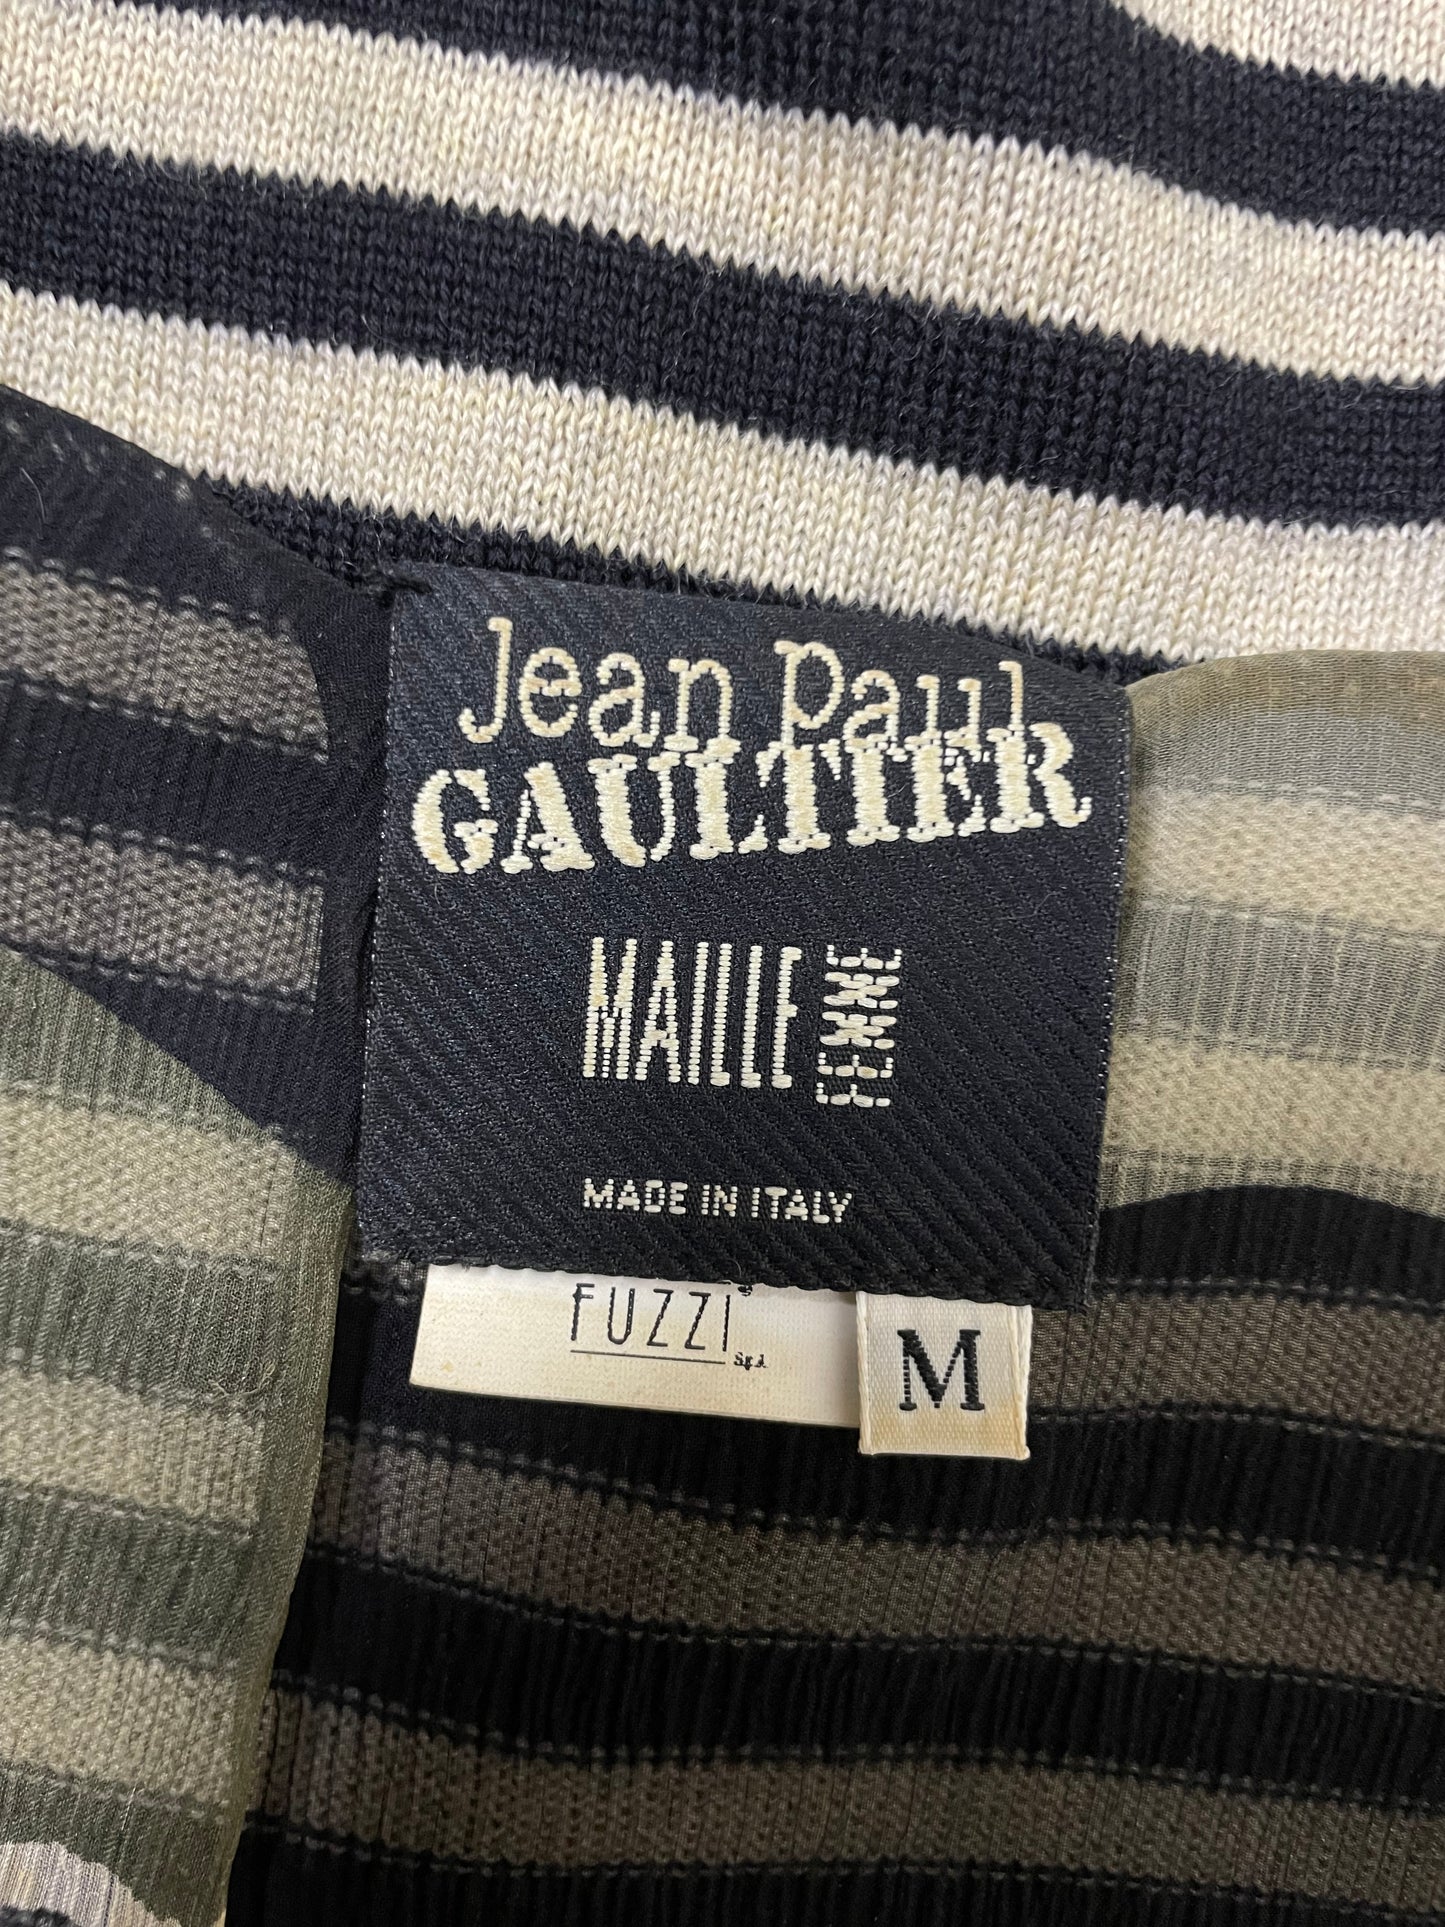 Jean Paul
GAULTIER
MAILLE
FEMME
MADE IN ITALY
FUZZI
S.p.A.
M